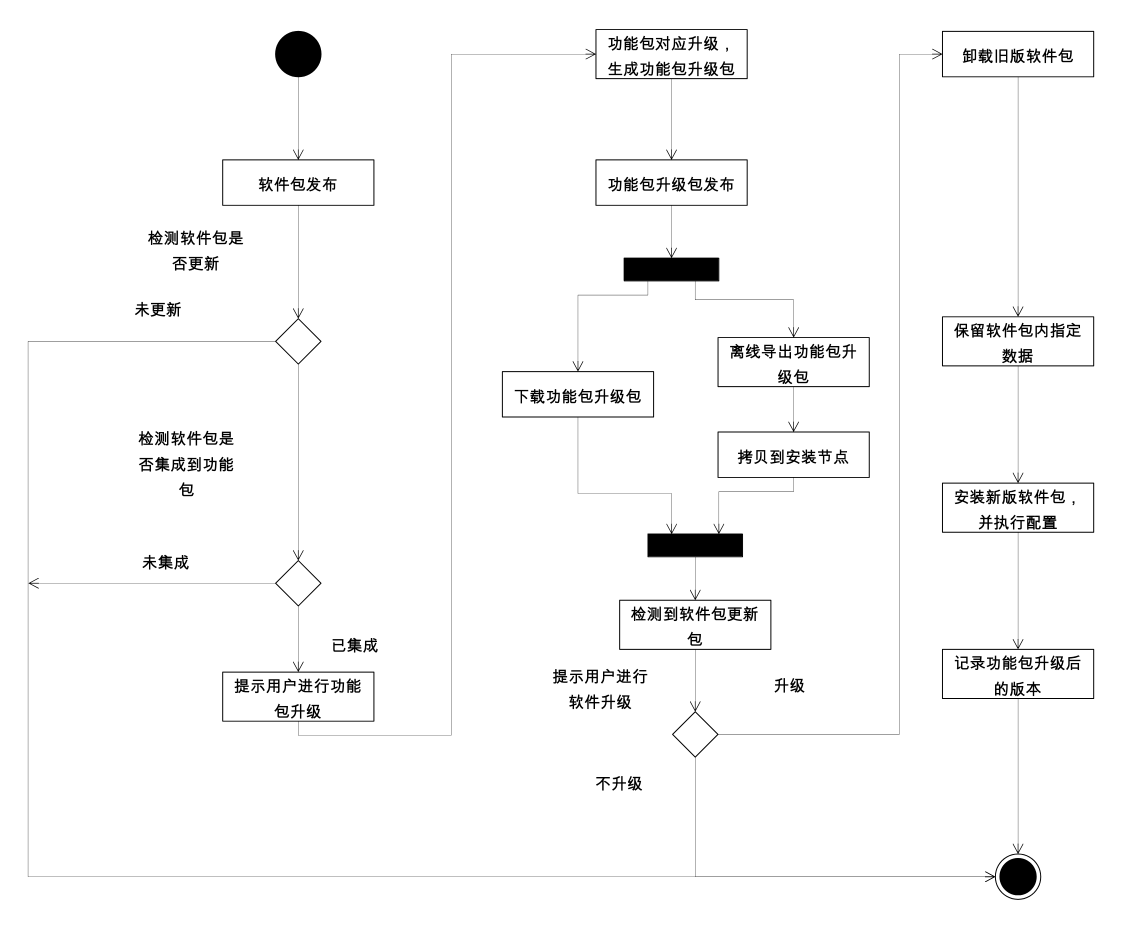 软件包发布
检测软件包是
否更新
未更新
检测软件包是
否集成到功能
包
未集成
已集成
提示用户进行功能
包升级
功能包对应升级，
生成功能包升级包
功能包升级包发布
下载功能包升级包
离线导出功能包升
级包
拷贝到安装节点
检测到软件包更新
包
提示用户进行
软件升级
升级
不升级
卸载旧版软件包
保留软件包内指定
数据
安装新版软件包，
并执行配置
记录功能包升级后
的版本